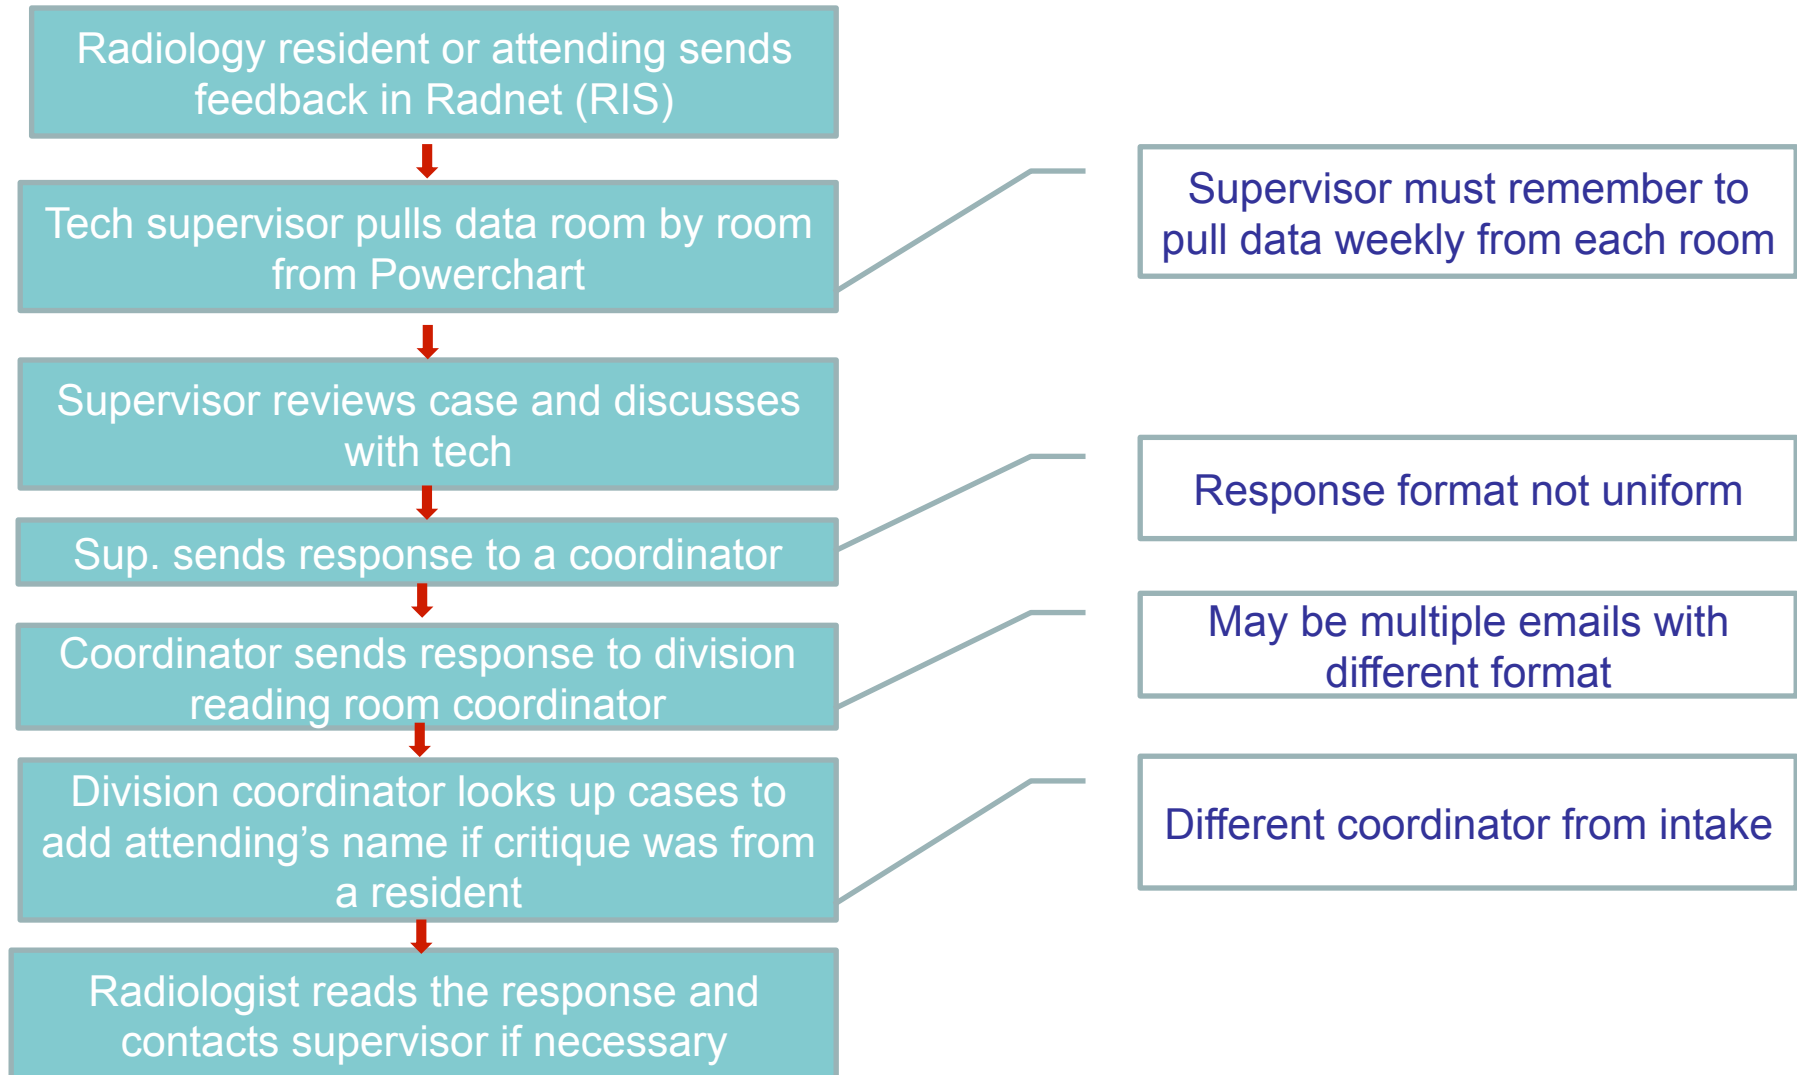 Radiology resident or attending sends
feedback in Radnet (RIS)
Tech supervisor pulls data room by room
from Powerchart
Supervisor must remember to
pull data weekly from each room
Supervisor reviews case and discusses
with tech
Sup. sends response to a coordinator
Response format not uniform
Coordinator sends response to division
reading room coordinator
May be multiple emails with
different format
Division coordinator looks up cases to
add attending’s name if critique was from
a resident
Different coordinator from intake
Radiologist reads the response and
contacts supervisor if necessary